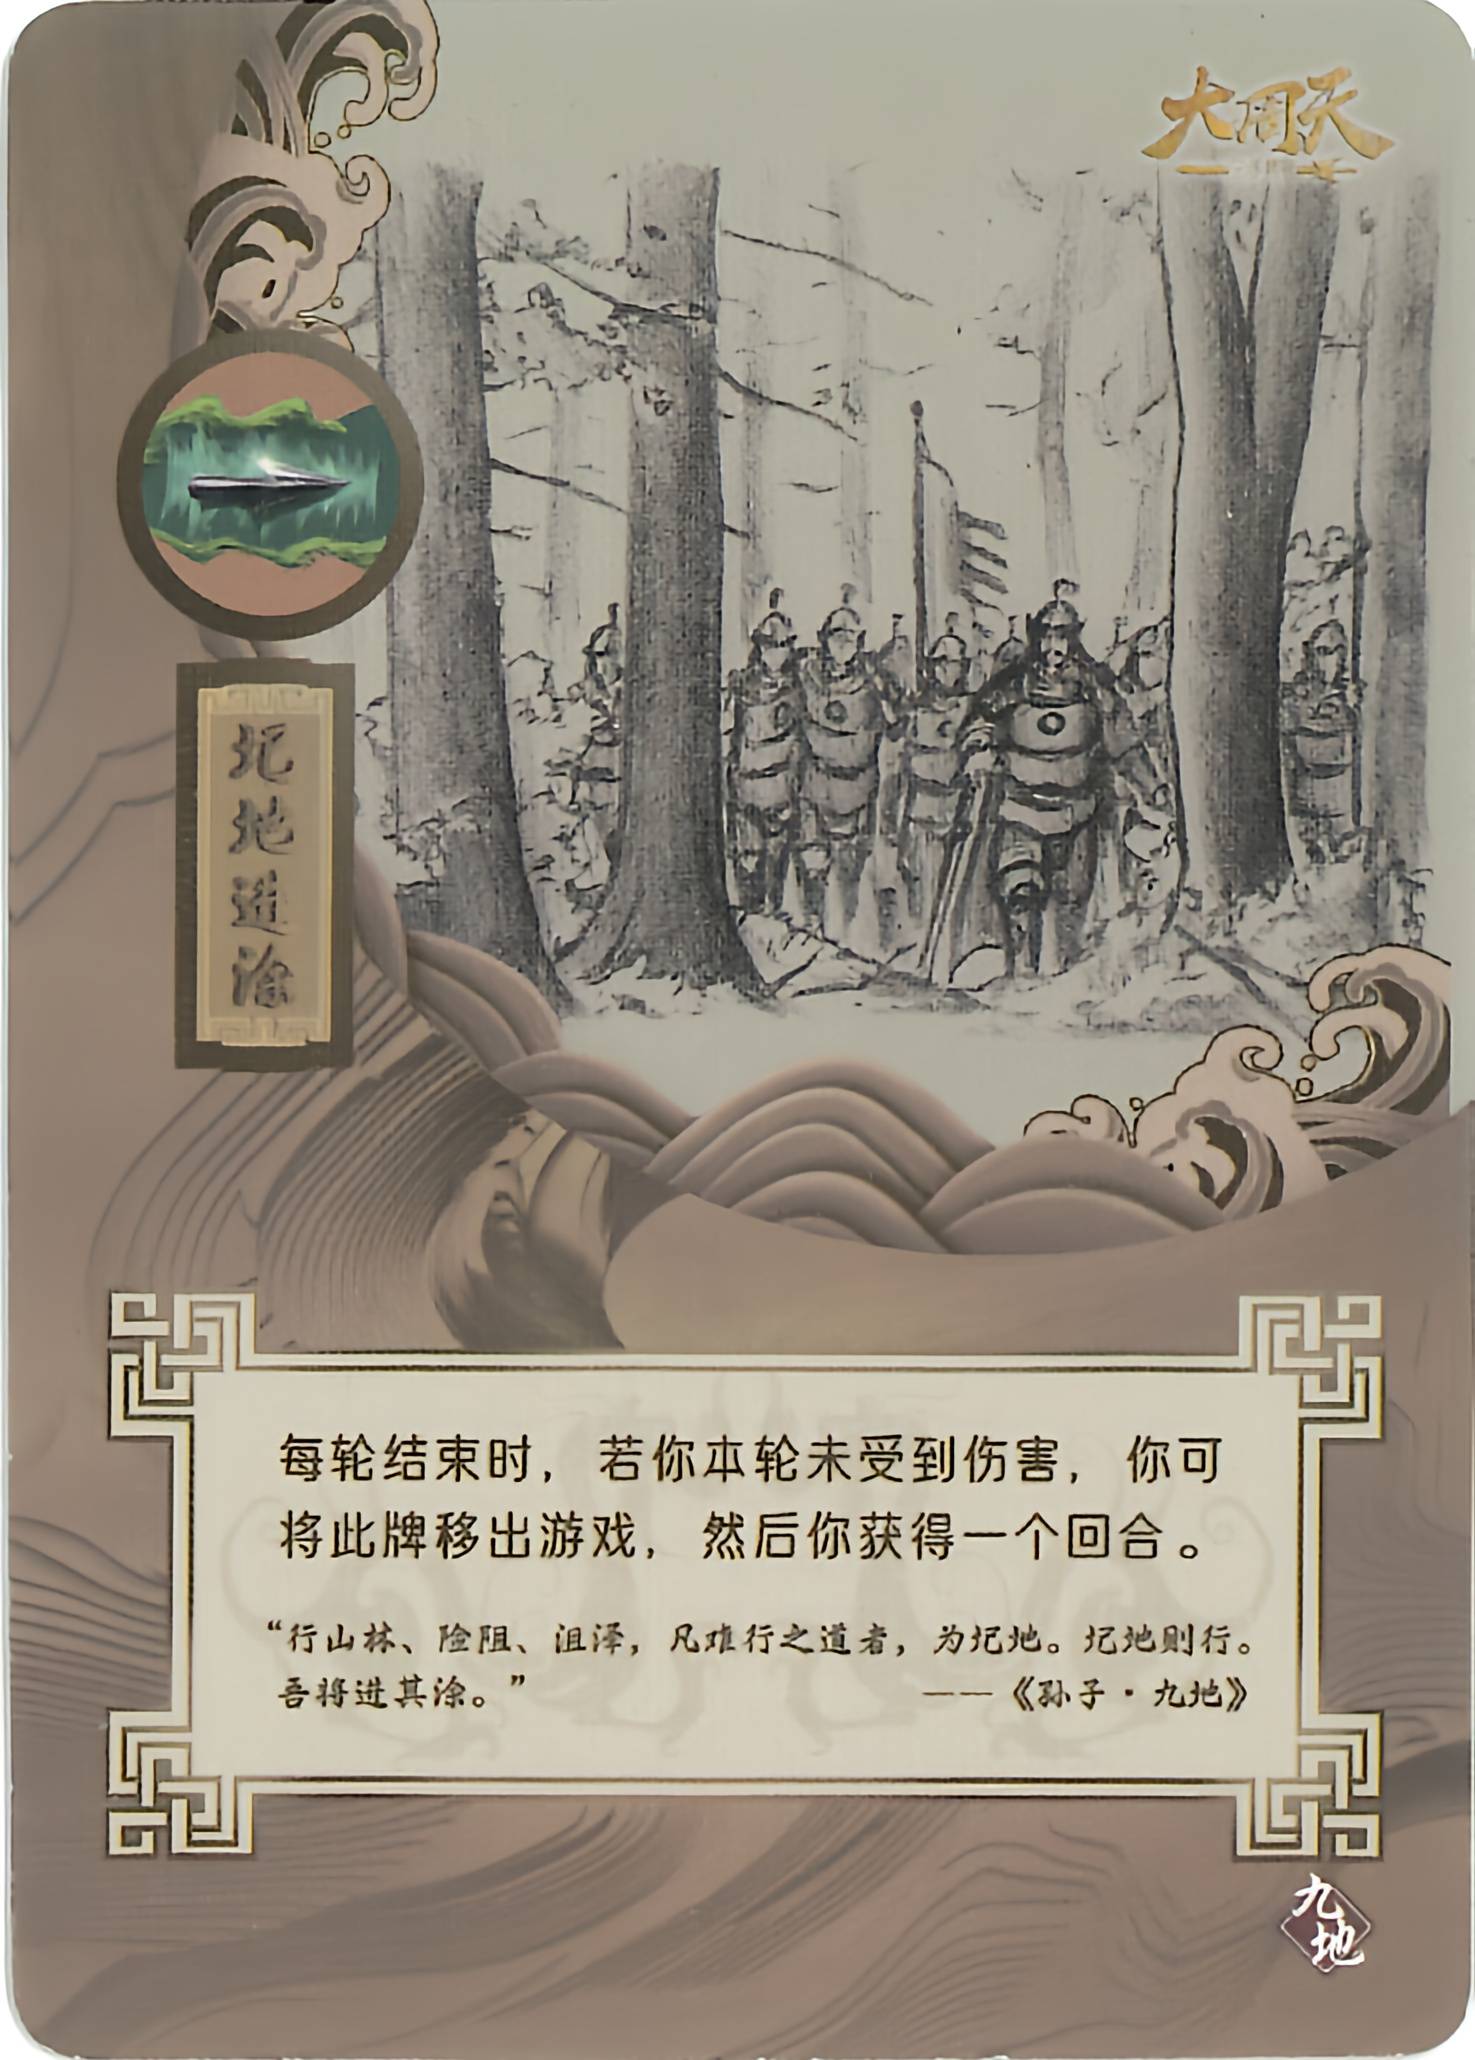 大周天
圮地进涂
每轮结束时，若你本轮未受到伤害，你可
将此牌移出游戏，然后你获得一个回合。
“行山林、险阻、沮泽，凡难行之道者，为圮地。圮地则行。
吾将进其涂。”
——《孙子·九地》
九地